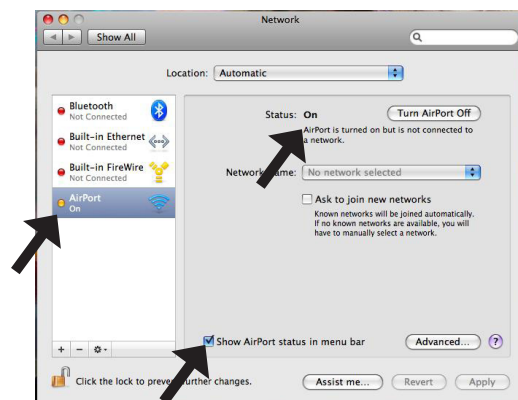 Network
Show All
Location: Automatic
Bluetooth
Not Connected
Built-in Ethernet
Not Connected
Built-in FireWire
Not Connected
AirPort
On
Status: On
Turn AirPort Off
AirPort is turned on but is not connected to
a network.
No network selected
Ask to join new networks
Known networks will be joined automatically.
If no known networks are available, you will
have to manually select a network.
Show AirPort status in menu bar
Advanced...
?
Click the lock to prevent further changes.
Assist me...
Revert
Apply